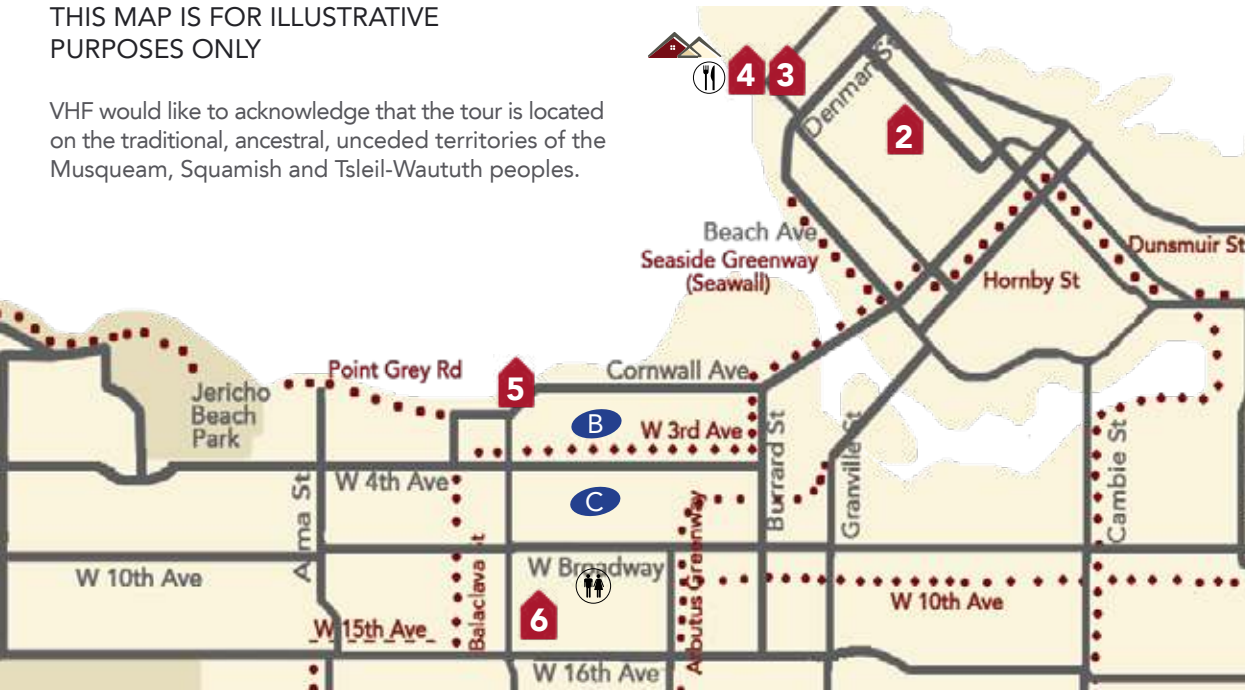 THIS MAP IS FOR ILLUSTRATIVE
PURPOSES ONLY
VHF would like to acknowledge that the tour is located
on the traditional, ancestral, unceded territories of the
Musqueam, Squamish and Tsleil-Waututh peoples.
4
3
Denman St
2
Beach Ave
Seaside Greenway
(Seawall)
Dunsmuir St
Hornby St
Point Grey Rd
5
Cornwall Ave
Jericho
Beach
Park
B
W 3rd Ave
Burrard St
Granville St
Cambie St
Alma St
W 4th Ave
C
Arbutus Greenway
Balaclava St
W Broadway
W 10th Ave
W 10th Ave
6
W 15th Ave
W 16th Ave